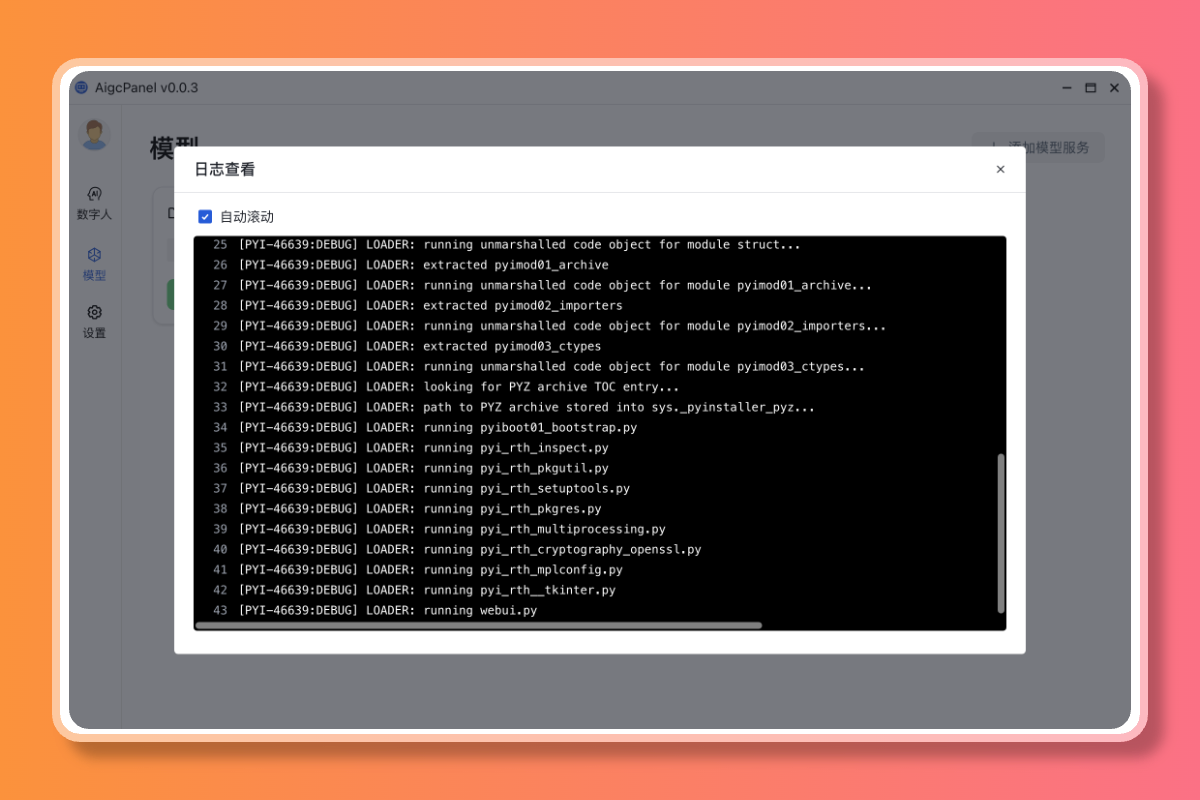 AigcPanel v0.0.3
模型
添加模型服务
数字人
模型
设置
日志查看
自动滚动
25 [PYI-46639:DEBUG] LOADER: running unmarshalled code object for module struct...
26 [PYI-46639:DEBUG] LOADER: extracted pyimod01_archive
27 [PYI-46639:DEBUG] LOADER: running unmarshalled code object for module pyimod01_archive...
28 [PYI-46639:DEBUG] LOADER: extracted pyimod02_importers
29 [PYI-46639:DEBUG] LOADER: running unmarshalled code object for module pyimod02_importers...
30 [PYI-46639:DEBUG] LOADER: extracted pyimod03_ctypes
31 [PYI-46639:DEBUG] LOADER: running unmarshalled code object for module pyimod03_ctypes...
32 [PYI-46639:DEBUG] LOADER: looking for PYZ archive TOC entry...
33 [PYI-46639:DEBUG] LOADER: path to PYZ archive stored into sys._pyinstaller_pyz...
34 [PYI-46639:DEBUG] LOADER: running pyiboot01_bootstrap.py
35 [PYI-46639:DEBUG] LOADER: running pyi_rth_inspect.py
36 [PYI-46639:DEBUG] LOADER: running pyi_rth_pkgutil.py
37 [PYI-46639:DEBUG] LOADER: running pyi_rth_setuptools.py
38 [PYI-46639:DEBUG] LOADER: running pyi_rth_pkgres.py
39 [PYI-46639:DEBUG] LOADER: running pyi_rth_multiprocessing.py
40 [PYI-46639:DEBUG] LOADER: running pyi_rth_cryptography_openssl.py
41 [PYI-46639:DEBUG] LOADER: running pyi_rth_mplconfig.py
42 [PYI-46639:DEBUG] LOADER: running pyi_rth__tkinter.py
43 [PYI-46639:DEBUG] LOADER: running webui.py